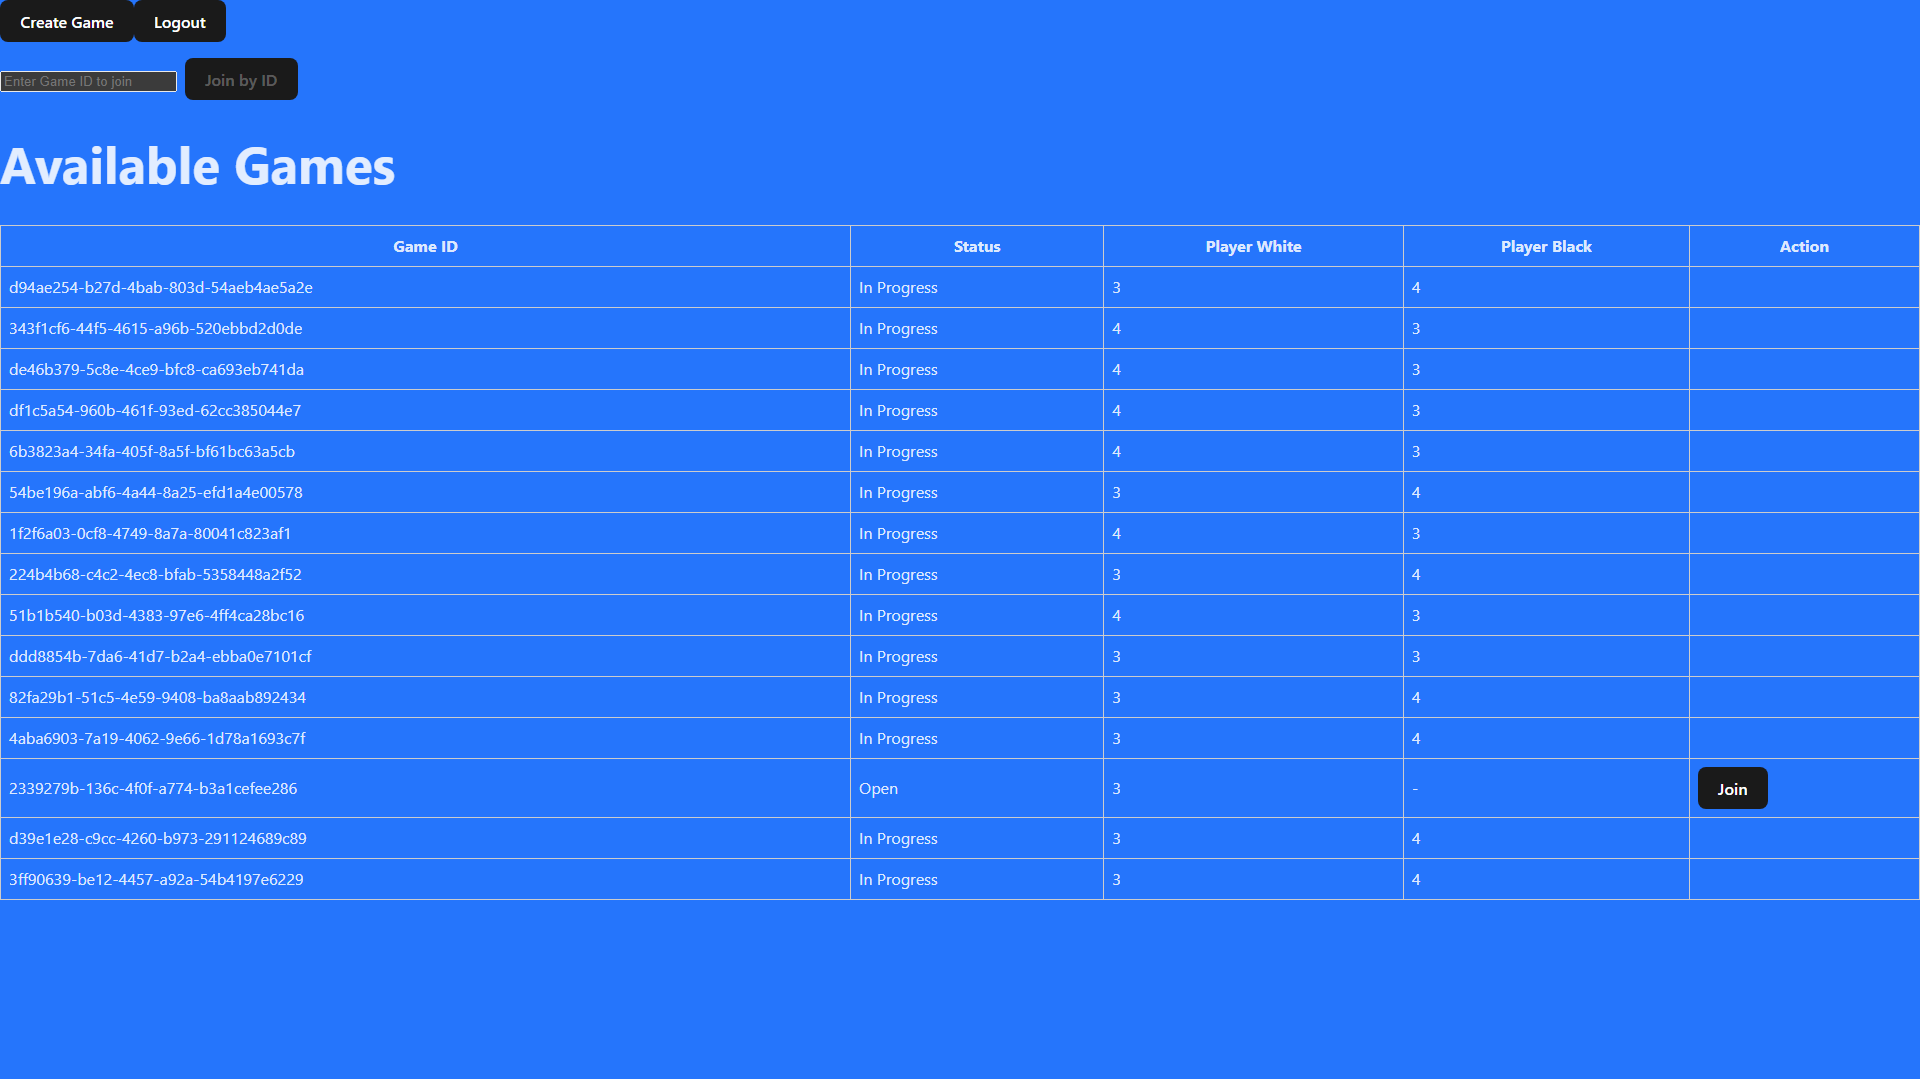 Create Game Logout
Enter Game ID to join Join by ID
Available Games
Game ID Status Player White Player Black Action
d94ae254-b27d-4bab-803d-54aeb4ae5a2e In Progress 3 4
343f1cf6-44f5-4615-a96b-520ebbd2d0de In Progress 4 3
de46b379-5c8e-4ce9-bfc8-ca693eb741da In Progress 4 3
df1c5a54-960b-461f-93ed-62cc385044e7 In Progress 4 3
6b3823a4-34fa-405f-8a5f-bf61bc63a5cb In Progress 4 3
54be196a-abf6-4a44-8a25-efd1a4e00578 In Progress 3 4
1f2f6a03-0cf8-4749-8a7a-80041c823af1 In Progress 4 3
224b4b68-c4c2-4ec8-bfab-5358448a2f52 In Progress 3 4
51b1b540-b03d-4383-97e6-4ff4ca28bc16 In Progress 4 3
ddd8854b-7da6-41d7-b2a4-ebba0e7101cf In Progress 3 3
82fa29b1-51c5-4e59-9408-ba8aab892434 In Progress 3 4
4aba6903-7a19-4062-9e66-1d78a1693c7f In Progress 3 4
2339279b-136c-4f0f-a774-b3a1cefee286 Open 3 - Join
d39e1e28-c9cc-4260-b973-291124689c89 In Progress 3 4
3ff90639-be12-4457-a92a-54b4197e6229 In Progress 3 4